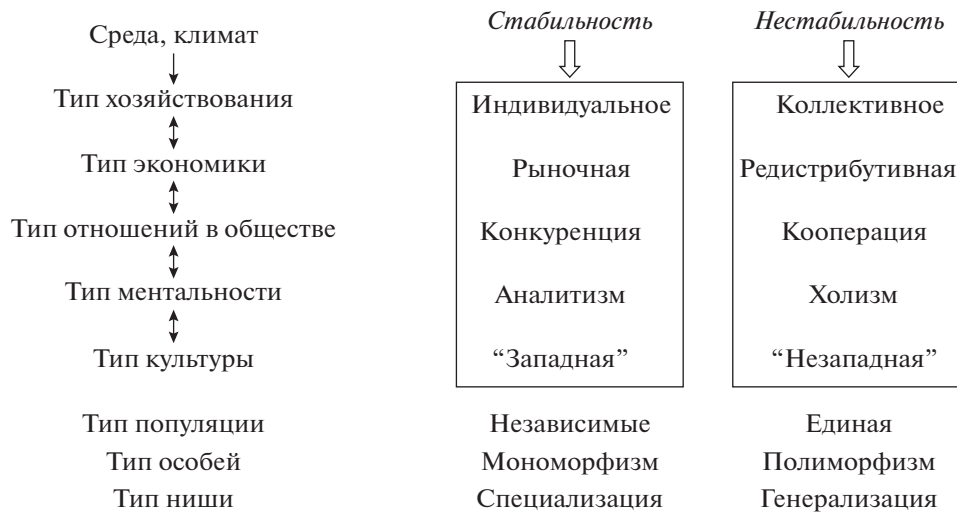 Стабильность Нестабильность
Среда, климат
Тип хозяйствования Индивидуальное Коллективное
Тип экономики Рыночная Редистрибутивная
Тип отношений в обществе Конкуренция Кооперация
Тип ментальности Аналитизм Холизм
Тип культуры “Западная” “Незападная”
Тип популяции Независимые Единая
Тип особей Мономорфизм Полиморфизм
Тип ниши Специализация Генерализация